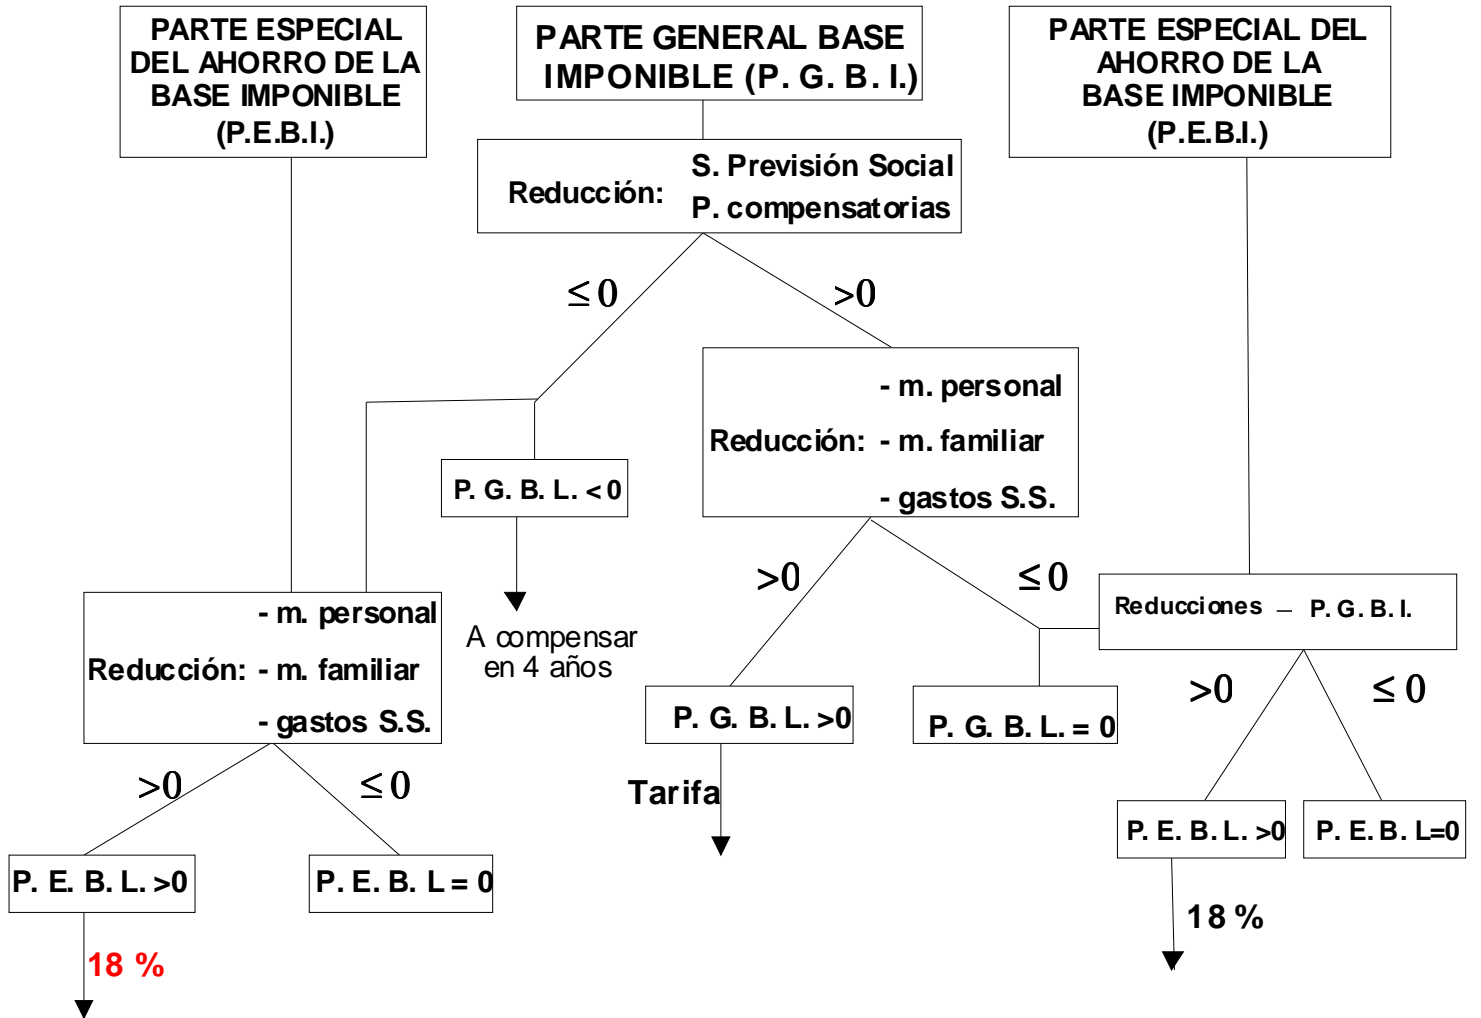 PARTE ESPECIAL
DEL AHORRO DE LA
BASE IMPONIBLE
(P.E.B.I.)
PARTE GENERAL BASE
IMPONIBLE (P. G. B. I.)
PARTE ESPECIAL DEL
AHORRO DE LA
BASE IMPONIBLE
(P.E.B.I.)
Reducción:
S. Previsión Social
P. compensatorias
≤ 0
>0
Reducción:
- m. personal
- m. familiar
- gastos S.S.
P. G. B. L. < 0
A compensar
en 4 años
>0
≤ 0
Reducciones – P. G. B. I.
Reducción:
- m. personal
- m. familiar
- gastos S.S.
P. G. B. L. >0
P. G. B. L. = 0
>0
≤ 0
>0
≤ 0
Tarifa
P. E. B. L. >0
P. E. B. L=0
P. E. B. L. >0
P. E. B. L = 0
18 %
18 %